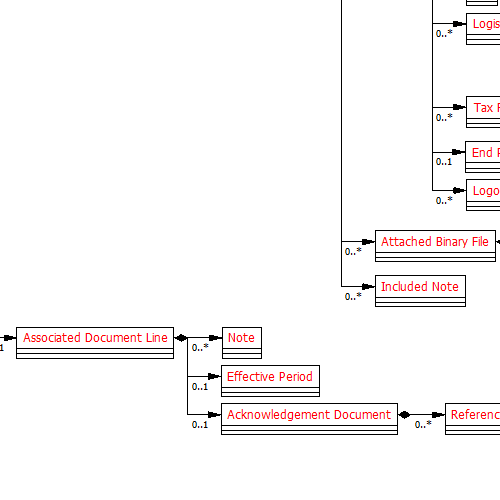 Logis
0..*
Tax
0..*
End
0..1
Logo
0..*
Attached Binary File
0..*
Included Note
0..*
1
Associated Document Line
0..*
Note
0..1
Effective Period
0..1
Acknowledgement Document
0..*
Referenc